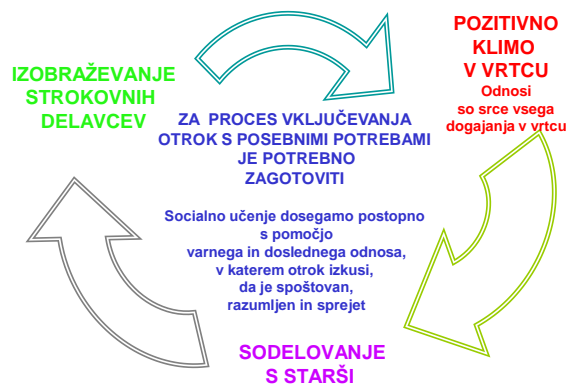 IZOBRAŽEVANJE
STROKOVNIH
DELAVCEV
POZITIVNO
KLIMO
V VRTCU
Odnosi
so srce vsega
dogajanja v vrtcu
ZA PROCES VKLJUČEVANJA
OTROK S POSEBNIMI POTREBAMI
JE POTREBNO
ZAGOTOVITI
Socialno učenje dosegamo postopno
s pomočjo
varnega in doslednega odnosa,
v katerem otrok izkusi,
da je spoštovan,
razumljen in sprejet
SODELOVANJE
S STARŠI